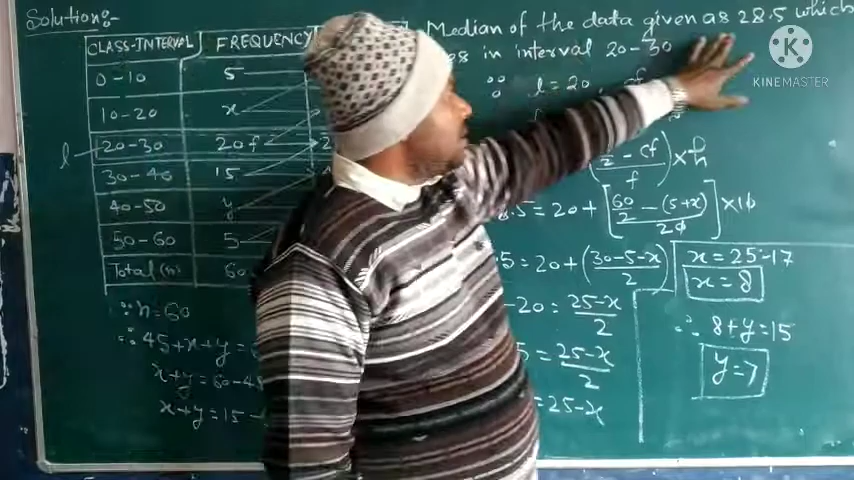 Solution:-
Median of the data given as 28.5 which
es in interval 20-30
CLASS-INTERVAL FREQUENCY
0-10 5
10-20 x
l 20-30 20 f
30-40 15
40-50 y
50-60 5
Total (n) 60
∵ n=60
∴ 45+x+y=
x+y=60-45
x+y=15
∴ l=20, cf
n/2 - cf / f) × h
8.5 = 20 + [60/2 - (5+x) / 20] × 10
.5 = 20 + (30-5-x / 2)
-20 = 25-x / 2
5 = 25-x / 2
= 25-x
x = 25-17
x = 8
∴ 8+y=15
y=7
K
KINEMASTER